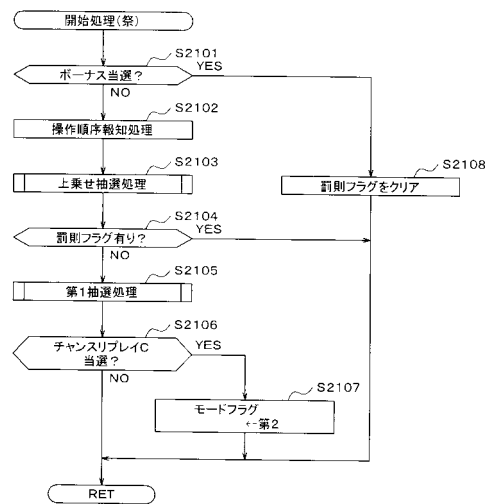 開始処理(祭)
S2101
ボーナス当選?
YES
NO
S2102
操作順序報知処理
S2103
上乗せ抽選処理
S2108
罰則フラグをクリア
S2104
罰則フラグ有り?
YES
NO
S2105
第1抽選処理
S2106
チャンスリプレイC
当選?
YES
NO
S2107
モードフラグ
←第2
RET